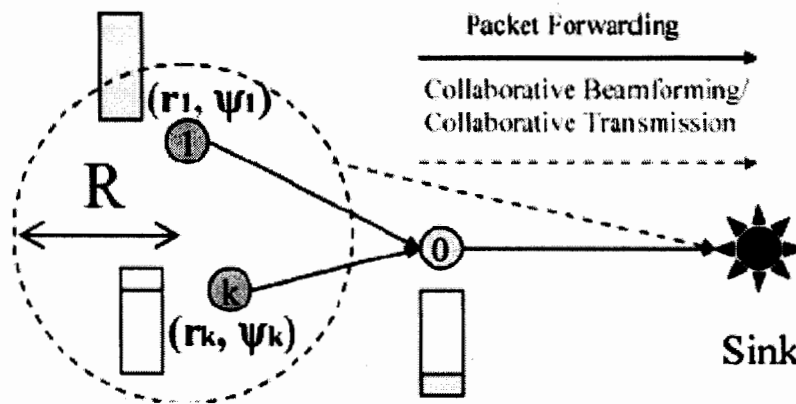 Packet Forwarding
Collaborative Beamforming/
Collaborative Transmission
(r1, ψ1)
1
R
0
k
(rk, ψk)
Sink